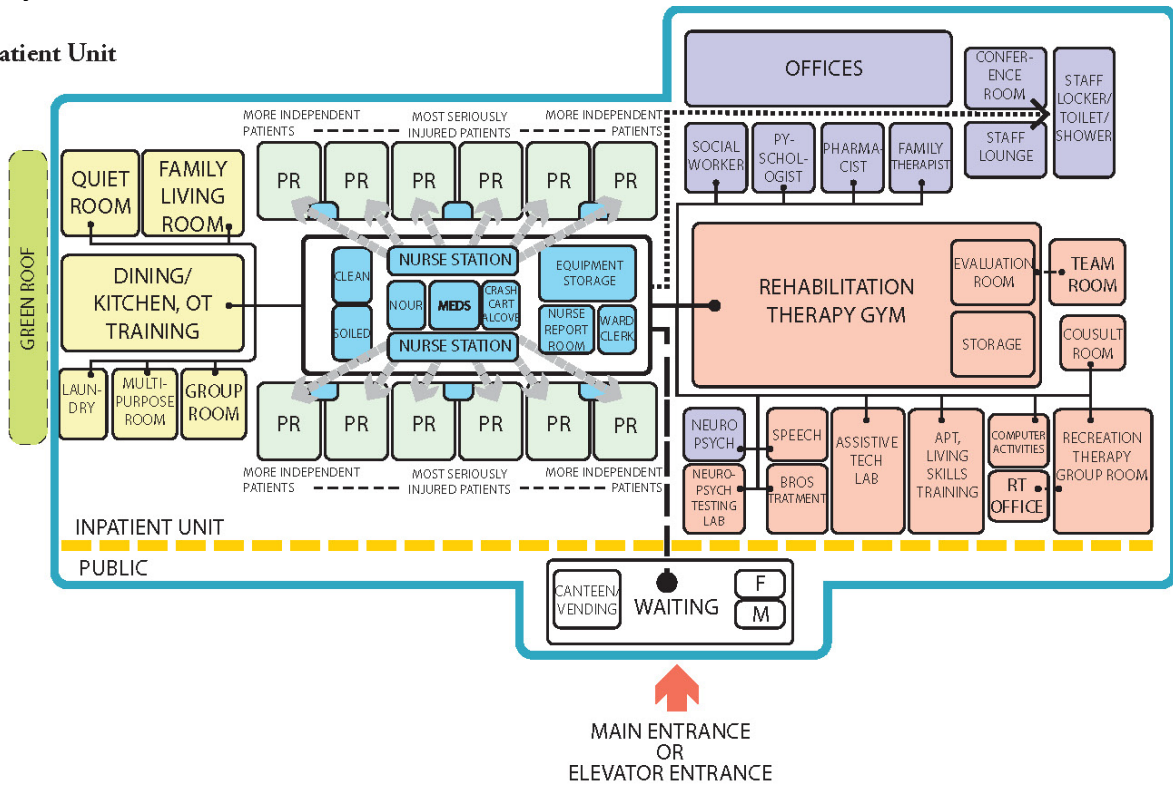 atient Unit
OFFICES
CONFER-
ENCE
ROOM
STAFF
LOCKER/
TOILET/
SHOWER
STAFF
LOUNGE
SOCIAL
WORKER
PY-
SCHOL-
OGIST
PHARMA-
CIST
FAMILY
THERAPIST
MORE INDEPENDENT
PATIENTS
MOST SERIOUSLY
INJURED PATIENTS
MORE INDEPENDENT
PATIENTS
PR
PR
PR
PR
PR
PR
GREEN ROOF
QUIET
ROOM
FAMILY
LIVING
ROOM
DINING/
KITCHEN, OT
TRAINING
LAUN-
DRY
MULTI-
PURPOSE
ROOM
GROUP
ROOM
CLEAN
SOILED
NURSE STATION
NOUR
MEDS
CRASH
CART
ALCOVE
NURSE STATION
EQUIPMENT
STORAGE
NURSE
REPORT
ROOM
WARD
CLERK
PR
PR
PR
PR
PR
PR
MORE INDEPENDENT
PATIENTS
MOST SERIOUSLY
INJURED PATIENTS
MORE INDEPENDENT
PATIENTS
REHABILITATION
THERAPY GYM
EVALUATION
ROOM
STORAGE
TEAM
ROOM
COUSULT
ROOM
NEURO
PSYCH
SPEECH
NEURO-
PSYCH
TESTING
LAB
BROS
TRATMENT
ASSISTIVE
TECH
LAB
APT,
LIVING
SKILLS
TRAINING
COMPUTER
ACTIVITIES
RT
OFFICE
RECREATION
THERAPY
GROUP ROOM
INPATIENT UNIT
PUBLIC
CANTEEN/
VENDING
WAITING
F
M
MAIN ENTRANCE
OR
ELEVATOR ENTRANCE